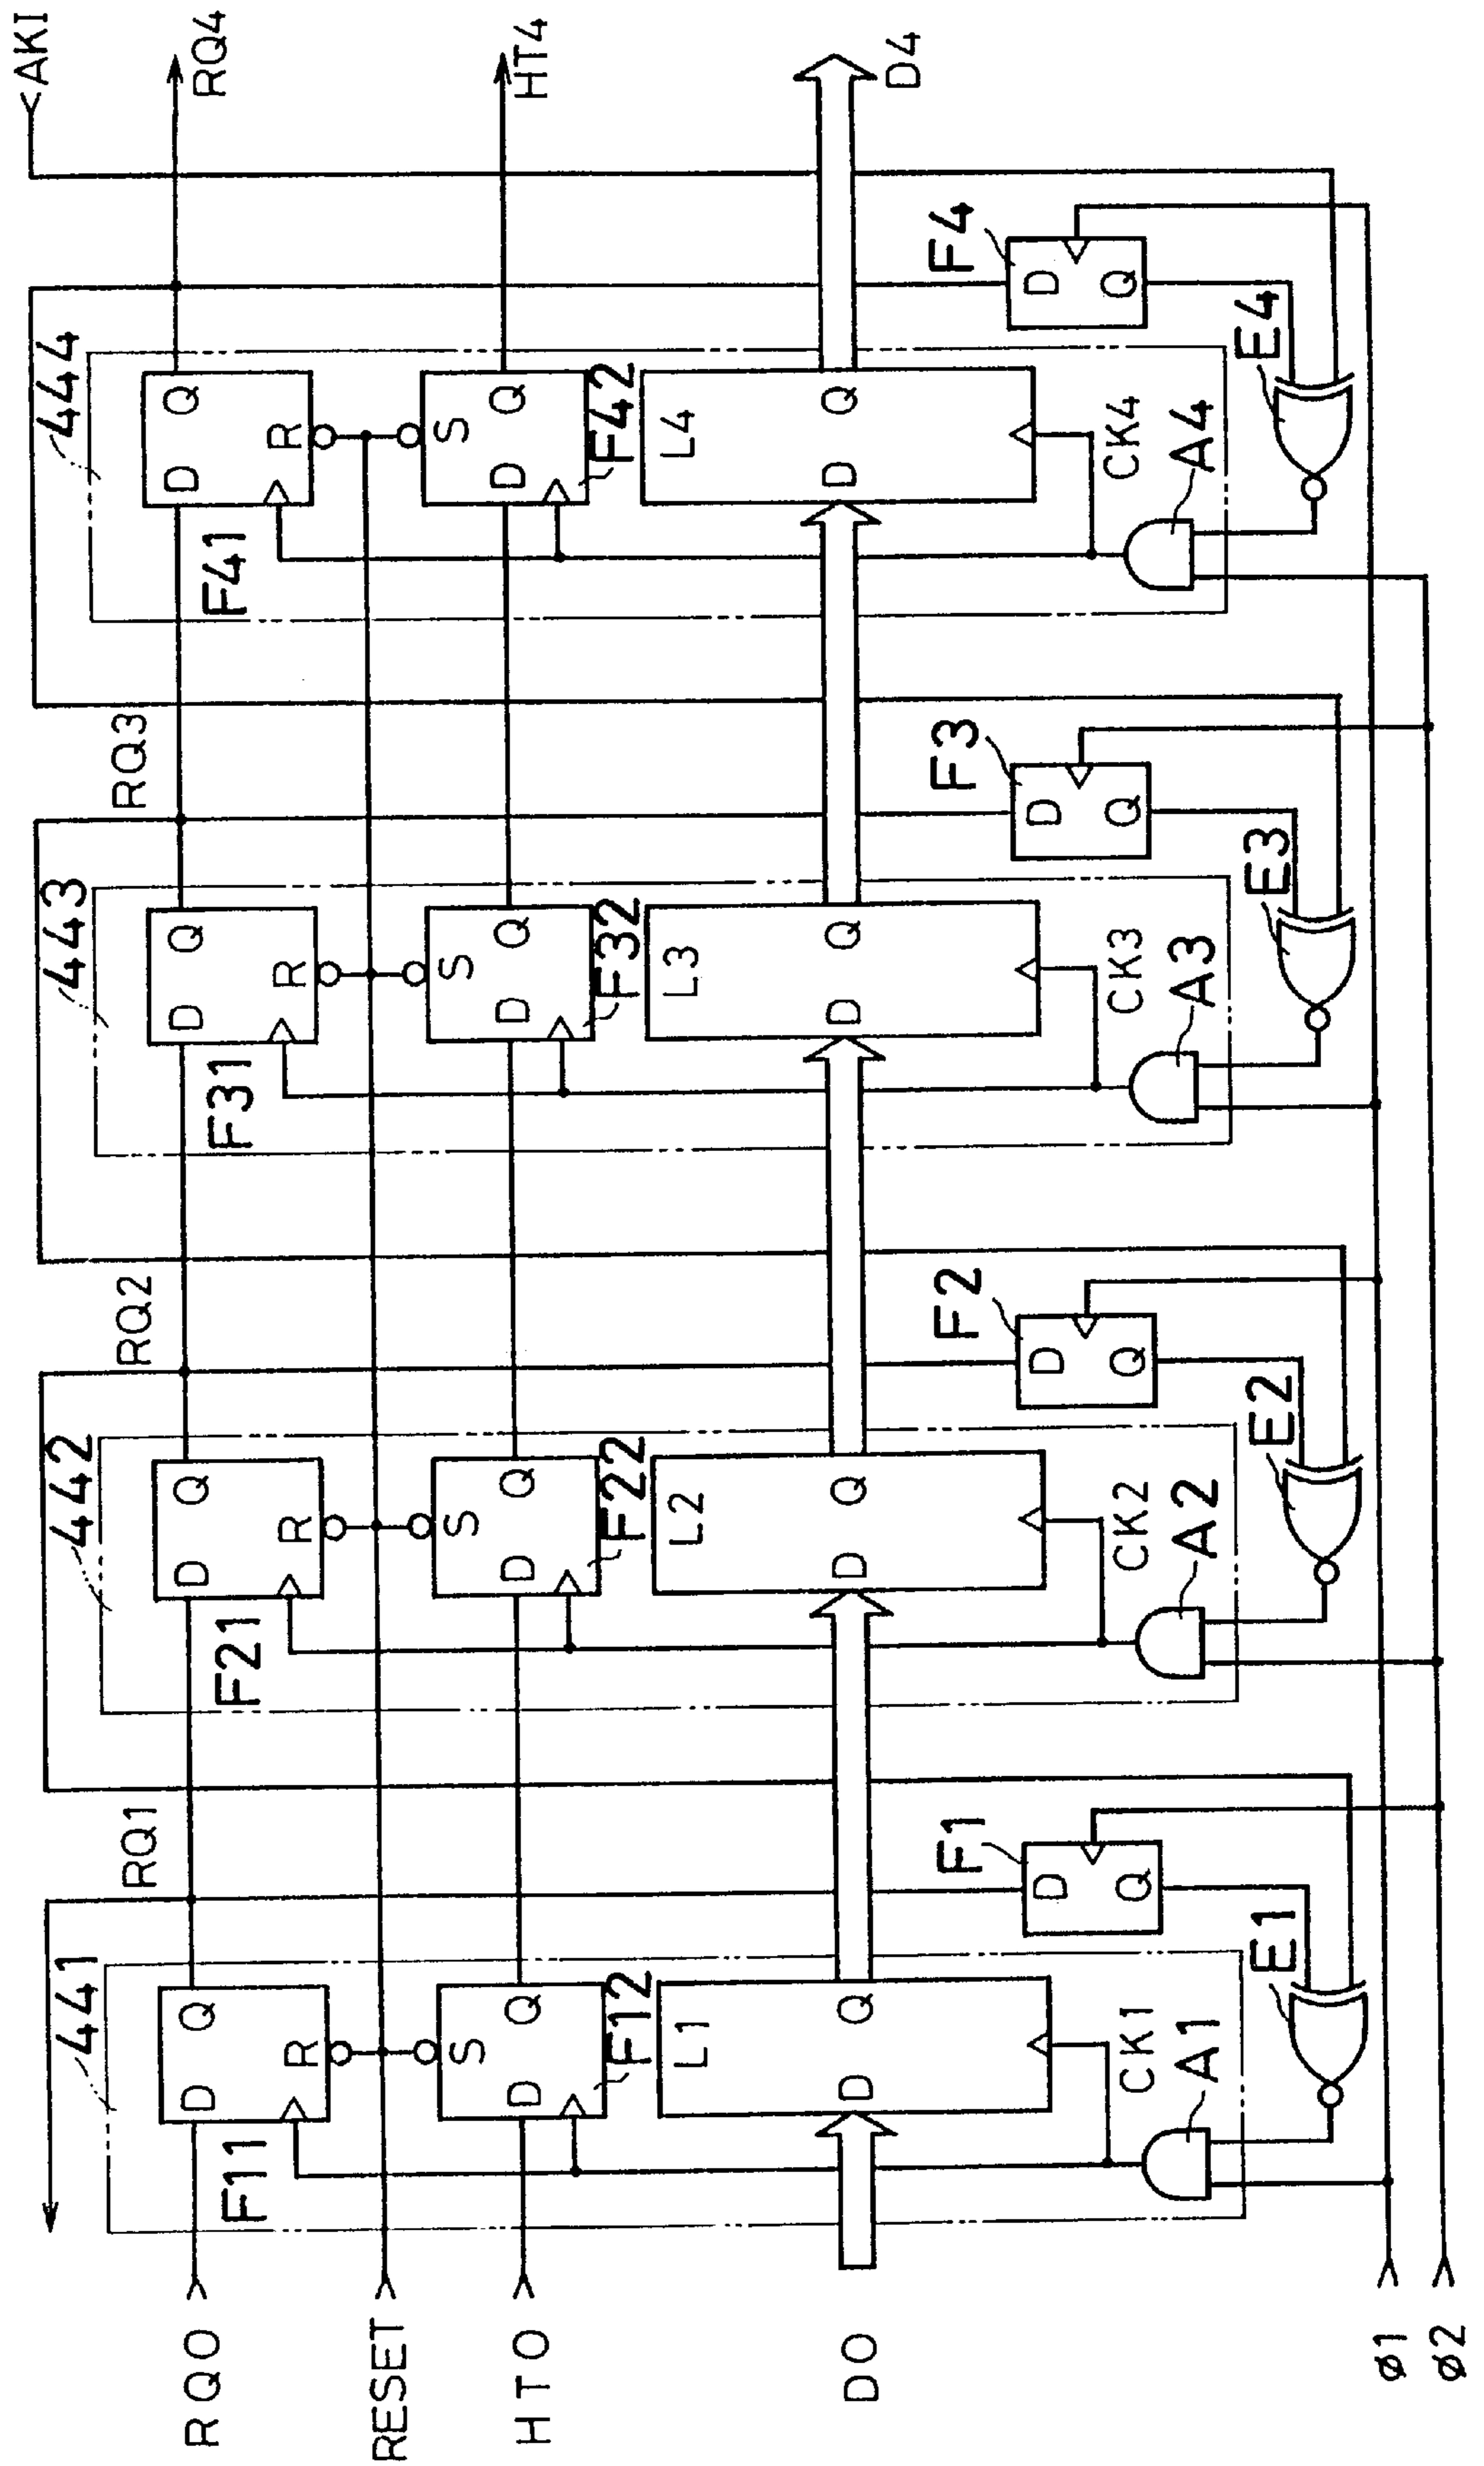 RQ0
RESET
HT0
D0
ø1
ø2
441
D Q
R
F11
D Q
S
F12
L1
D Q
CK1
A1
E1
F1
D Q
RQ1
442
D Q
R
F21
D Q
S
F22
L2
D Q
CK2
A2
E2
F2
D Q
RQ2
443
D Q
R
F31
D Q
S
F32
L3
D Q
CK3
A3
E3
F3
D Q
RQ3
444
D Q
R
F41
D Q
S
F42
L4
D Q
CK4
A4
E4
F4
D Q
AKI
RQ4
HT4
D4